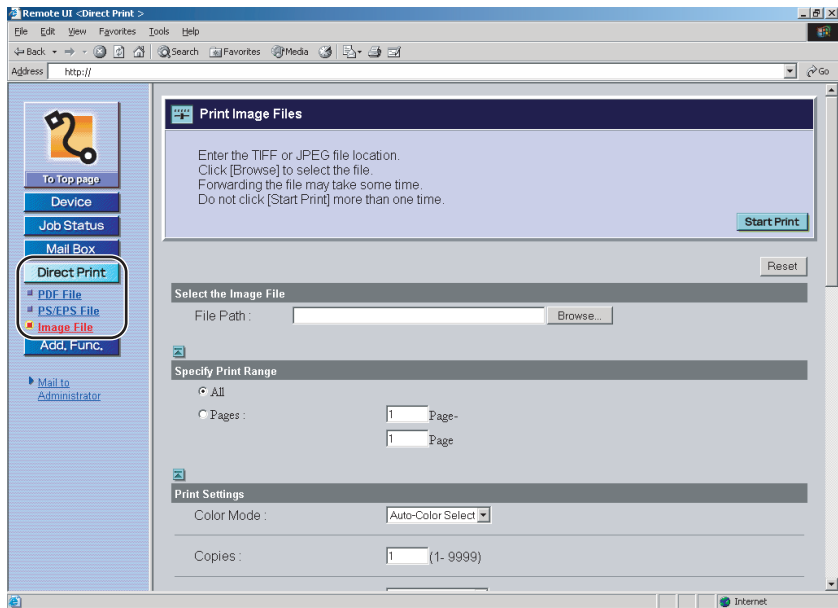 Remote UI <Direct Print >
File Edit View Favorites Tools Help
Back Search Favorites Media
Address http:// Go
To Top page
Device
Job Status
Mail Box
Direct Print
PDF File
PS/EPS File
Image File
Add. Func.
Mail to
Administrator
Print Image Files
Enter the TIFF or JPEG file location.
Click [Browse] to select the file.
Forwarding the file may take some time.
Do not click [Start Print] more than one time.
Start Print
Reset
Select the Image File
File Path : Browse...
Specify Print Range
All
Pages : 1 Page-
1 Page
Print Settings
Color Mode : Auto-Color Select
Copies : 1 (1- 9999)
Internet